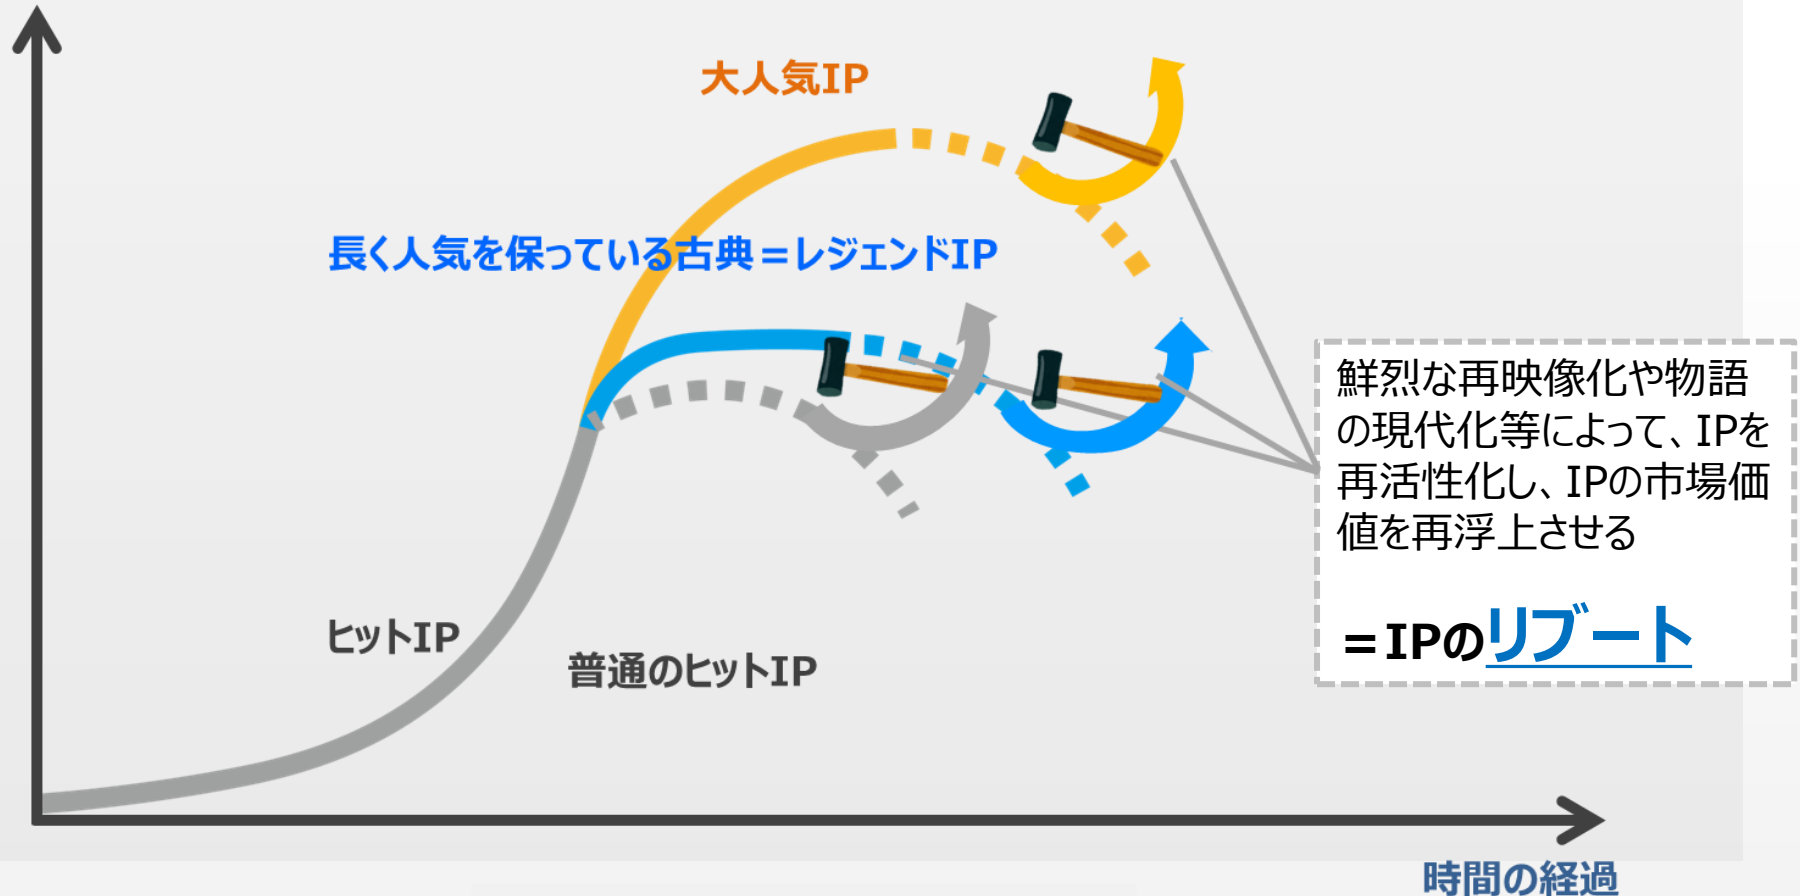 大人気IP
長く人気を保っている古典＝レジェンドIP
鮮烈な再映像化や物語
の現代化等によって、IPを
再活性化し、IPの市場価
値を再浮上させる
＝IPのリブート
ヒットIP
普通のヒットIP
時間の経過